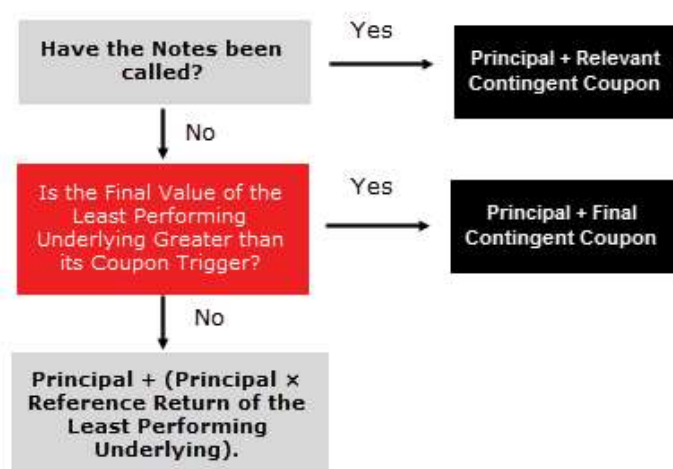 Have the Notes been
called?
Yes
Principal + Relevant
Contingent Coupon
No
Is the Final Value of the
Least Performing
Underlying Greater than
its Coupon Trigger?
Yes
Principal + Final
Contingent Coupon
No
Principal + (Principal ×
Reference Return of the
Least Performing
Underlying).